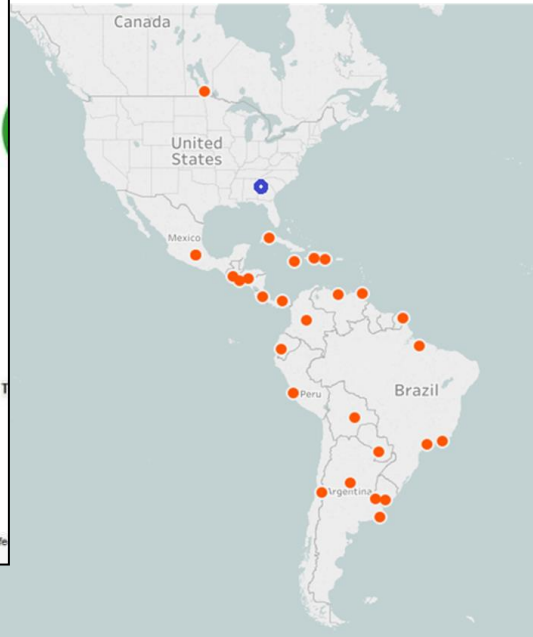 Canada
United
States
Mexico
Peru
Brazil
Argentina
T